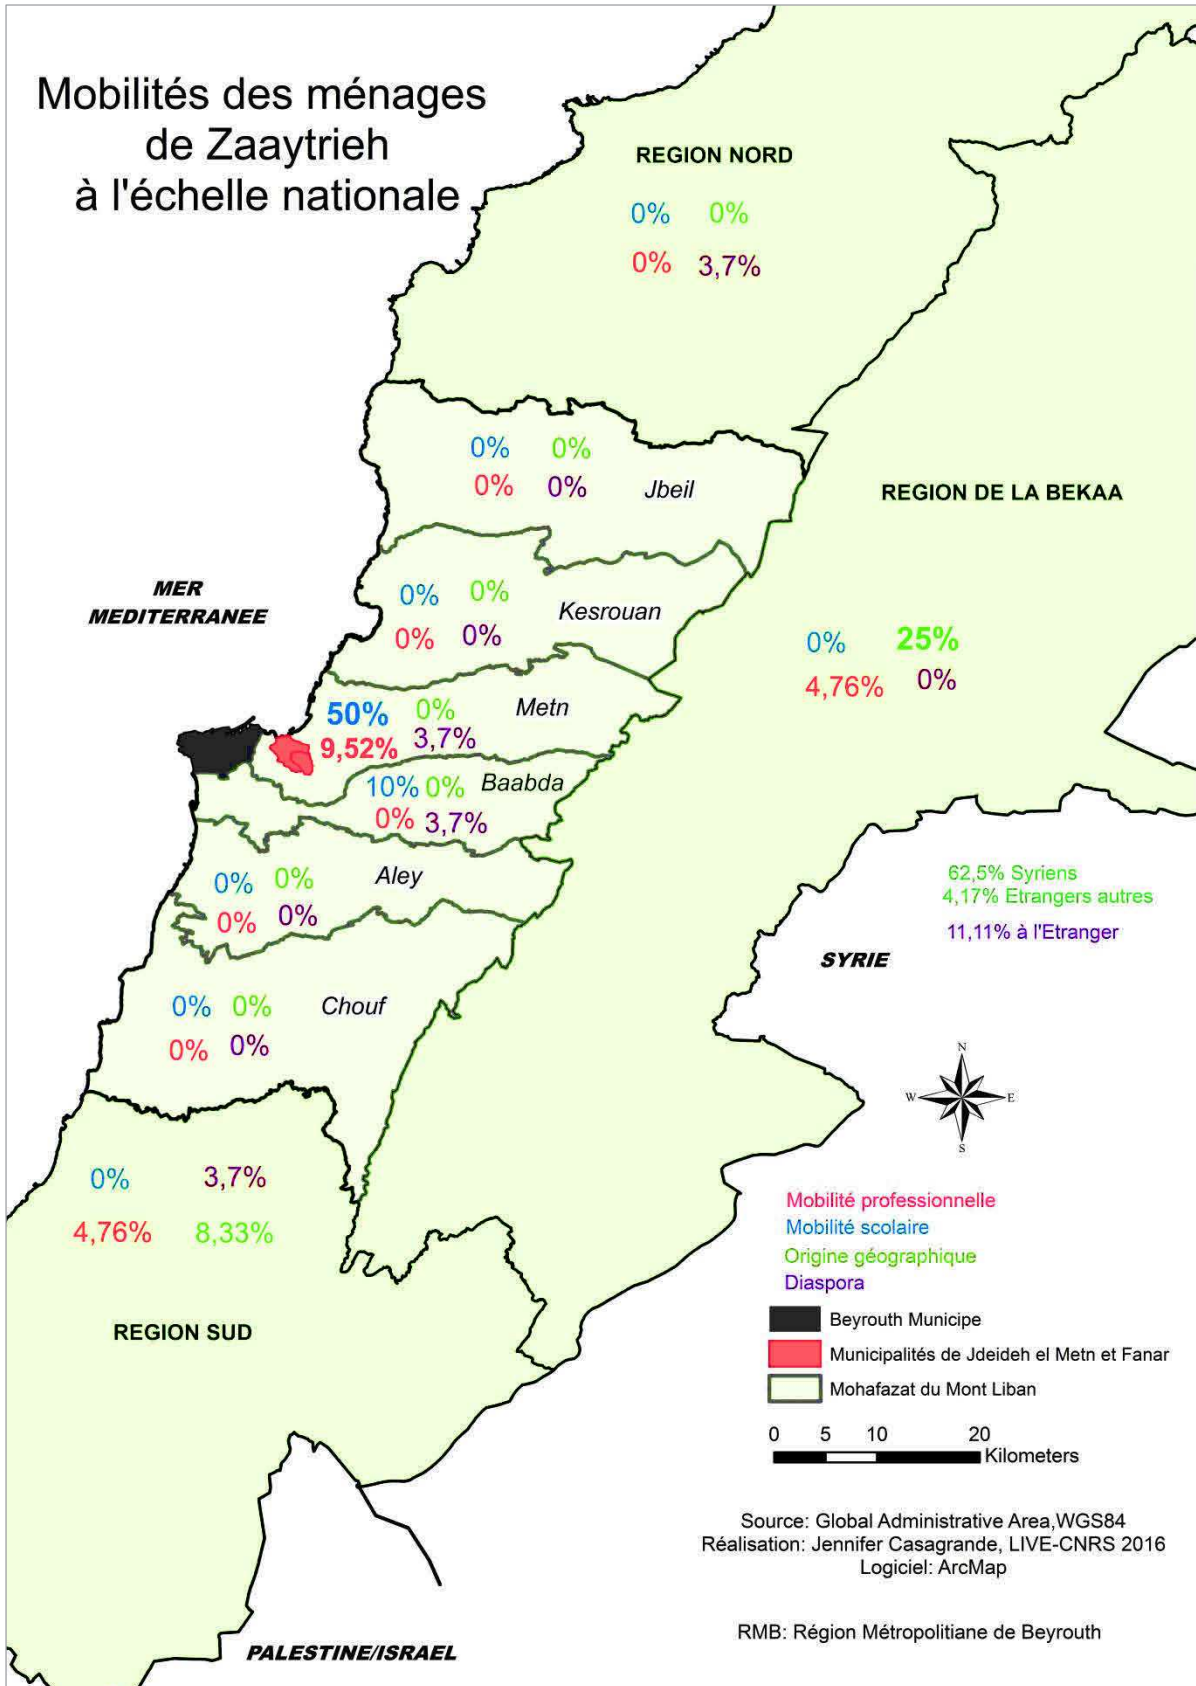 Mobilités des ménages
de Zaaytrieh
à l'échelle nationale
REGION NORD
0% 0%
0% 3,7%
0% 0%
0% 0% Jbeil
REGION DE LA BEKAA
MER
MEDITERRANEE
0% 0%
0% 0% Kesrouan
0% 25%
4,76% 0%
50% 0% Metn
9,52% 3,7%
10% 0% Baabda
0% 3,7%
0% 0% Aley
0% 0%
62,5% Syriens
4,17% Etrangers autres
11,11% à l'Etranger
SYRIE
0% 0% Chouf
0% 0%
N
W E
S
0% 3,7%
4,76% 8,33%
REGION SUD
Mobilité professionnelle
Mobilité scolaire
Origine géographique
Diaspora
Beyrouth Municipe
Municipalités de Jdeideh el Metn et Fanar
Mohafazat du Mont Liban
0 5 10 20
Kilometers
Source: Global Administrative Area,WGS84
Réalisation: Jennifer Casagrande, LIVE-CNRS 2016
Logiciel: ArcMap
RMB: Région Métropolitiane de Beyrouth
PALESTINE/ISRAEL